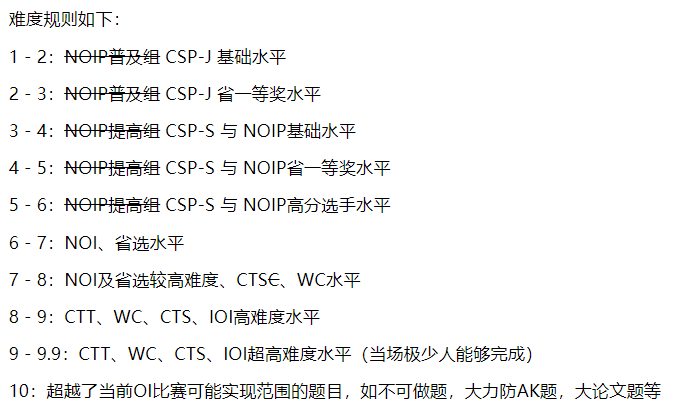 难度规则如下：
1 - 2：NOIP普及组 CSP-J 基础水平
2 - 3：NOIP普及组 CSP-J 省一等奖水平
3 - 4：NOIP提高组 CSP-S 与 NOIP基础水平
4 - 5：NOIP提高组 CSP-S 与 NOIP省一等奖水平
5 - 6：NOIP提高组 CSP-S 与 NOIP高分选手水平
6 - 7：NOI、省选水平
7 - 8：NOI及省选较高难度、CTSC、WC水平
8 - 9：CTT、WC、CTS、IOI高难度水平
9 - 9.9：CTT、WC、CTS、IOI超高难度水平（当场极少人能够完成）
10：超越了当前OI比赛可能实现范围的题目，如不可做题，大力防AK题，大论文题等